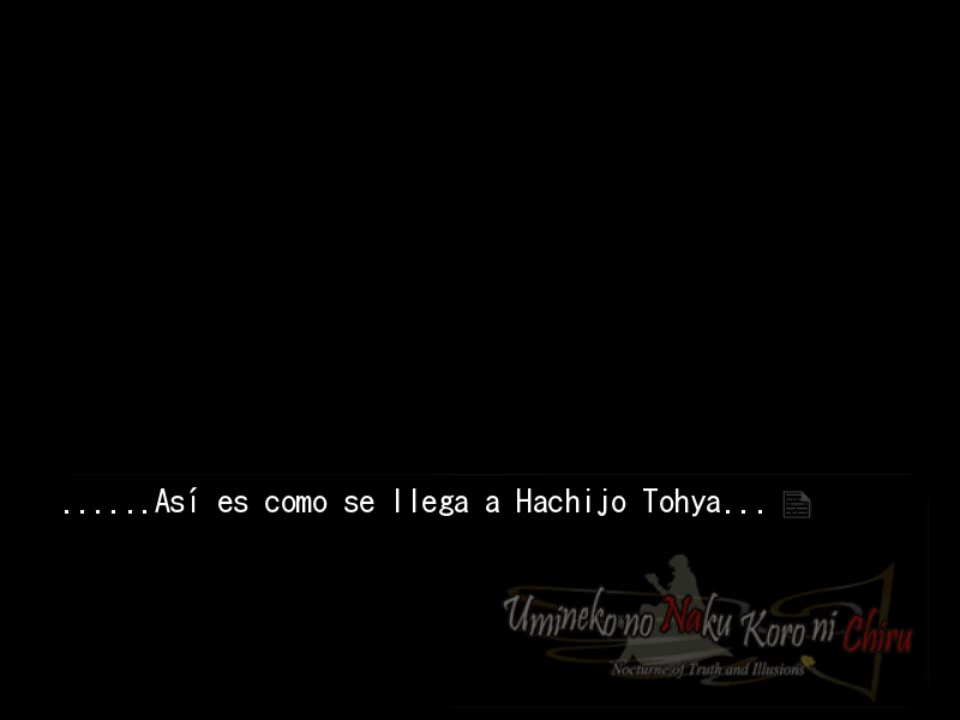 ......Así es como se llega a Hachijo Tohya...
Umineko no Naku Koro ni Chiru
Nocturne of Truth and Illusions